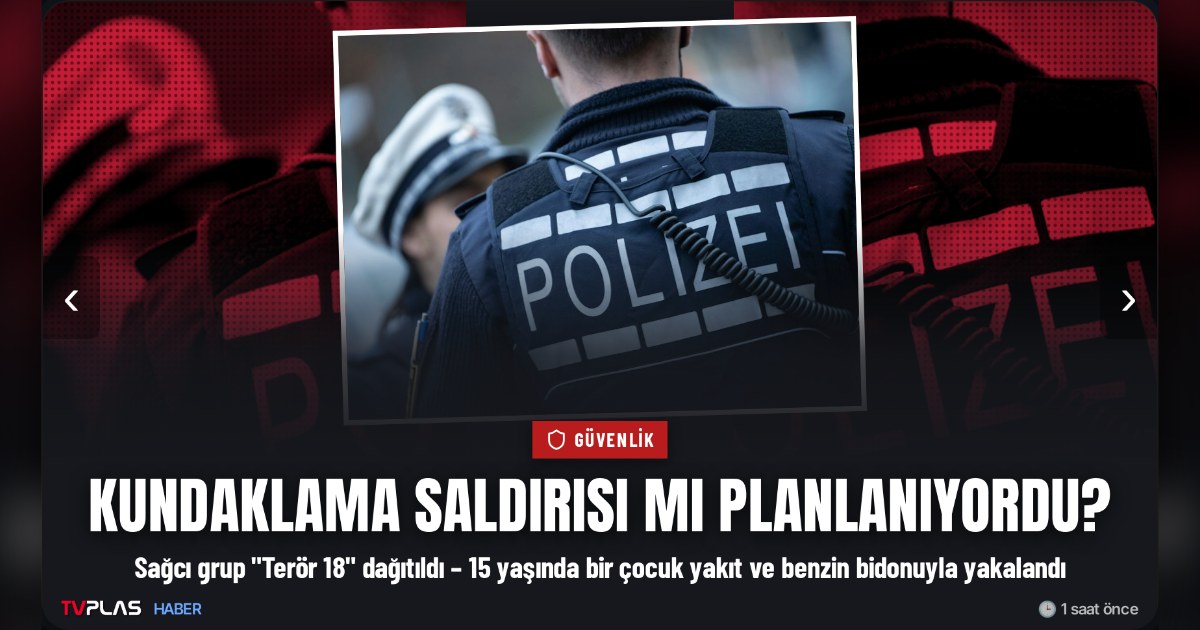 POLIZEI
GÜVENLİK
KUNDAKLAMA SALDIRISI MI PLANLANIYORDU?
Sağcı grup "Terör 18" dağıtıldı – 15 yaşında bir çocuk yakıt ve benzin bidonuyla yakalandı
TVPLAS HABER
1 saat önce